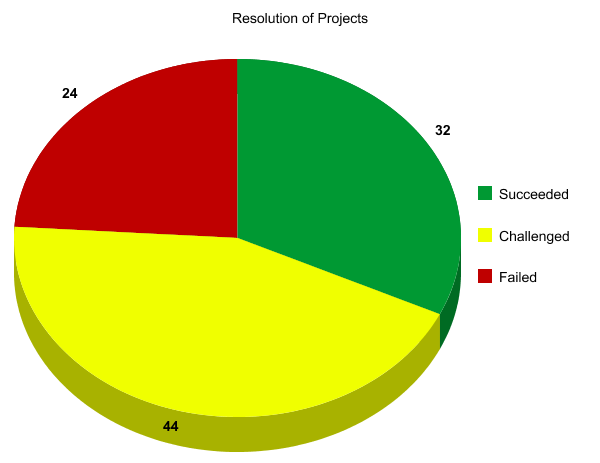 Resolution of Projects
24
32
Succeeded
Challenged
Failed
44